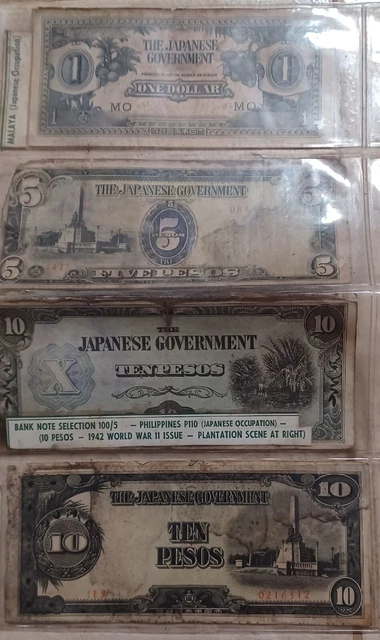 MALAYA (Japanese Occupation)
THE JAPANESE
GOVERNMENT
1 1
ONE DOLLAR
MO MO
1
5 5
THE JAPANESE GOVERNMENT
5
5 5
FIVE PESOS
10 THE 10
JAPANESE GOVERNMENT
TEN PESOS
X
BANK NOTE SELECTION 100/5 – PHILIPPINES P110 (JAPANESE OCCUPATION) –
(10 PESOS – 1942 WORLD WAR II ISSUE – PLANTATION SCENE AT RIGHT)
THE JAPANESE GOVERNMENT 10
10 TEN
PESOS
10